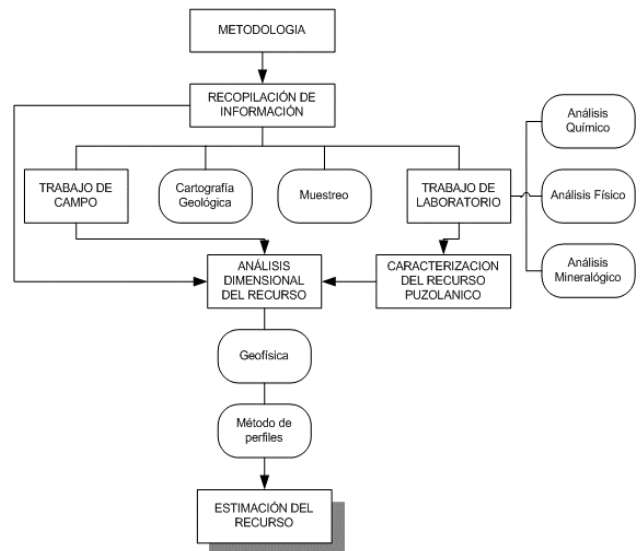 METODOLOGIA
RECOPILACIÓN DE
INFORMACIÓN
TRABAJO DE
CAMPO
Cartografía
Geológica
Muestreo
TRABAJO DE
LABORATORIO
Análisis
Químico
Análisis Físico
Análisis
Mineralógico
ANÁLISIS
DIMENSIONAL
DEL RECURSO
CARACTERIZACION
DEL RECURSO
PUZOLANICO
Geofísica
Método de
perfiles
ESTIMACIÓN DEL
RECURSO